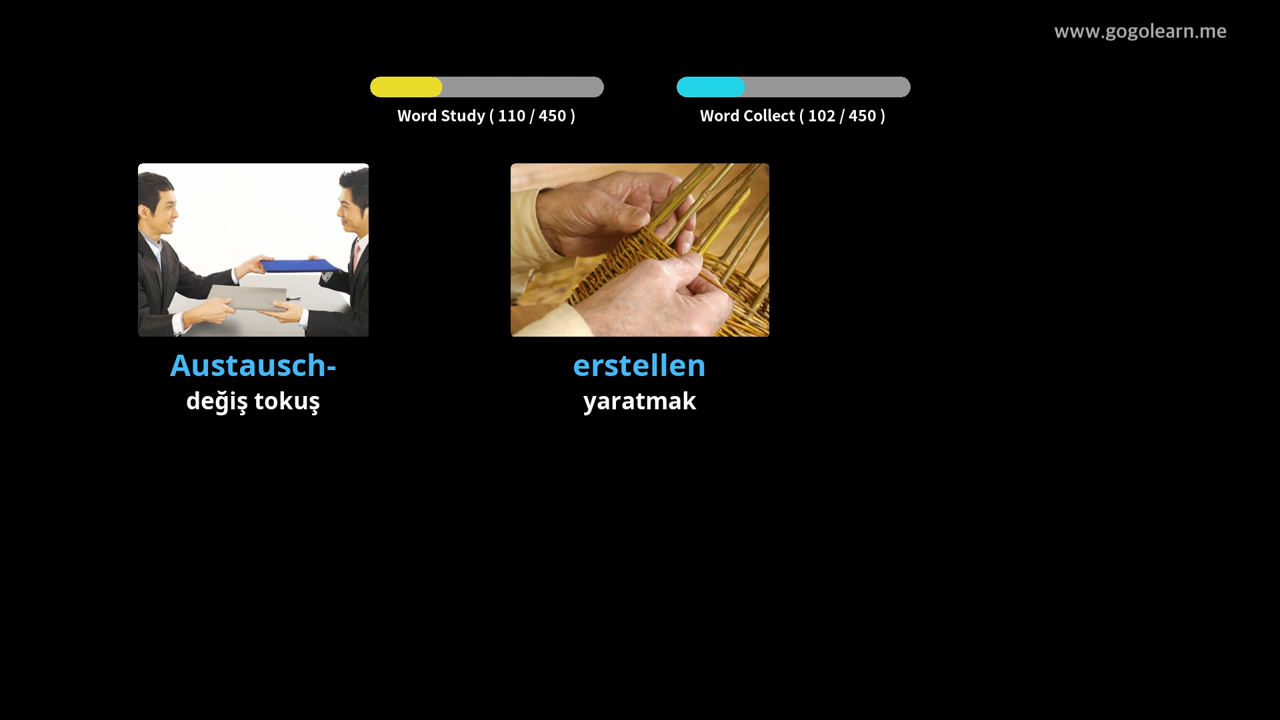 www.gogolearn.me
Word Study ( 110 / 450 )
Word Collect ( 102 / 450 )
Austausch-
değiş tokuş
erstellen
yaratmak